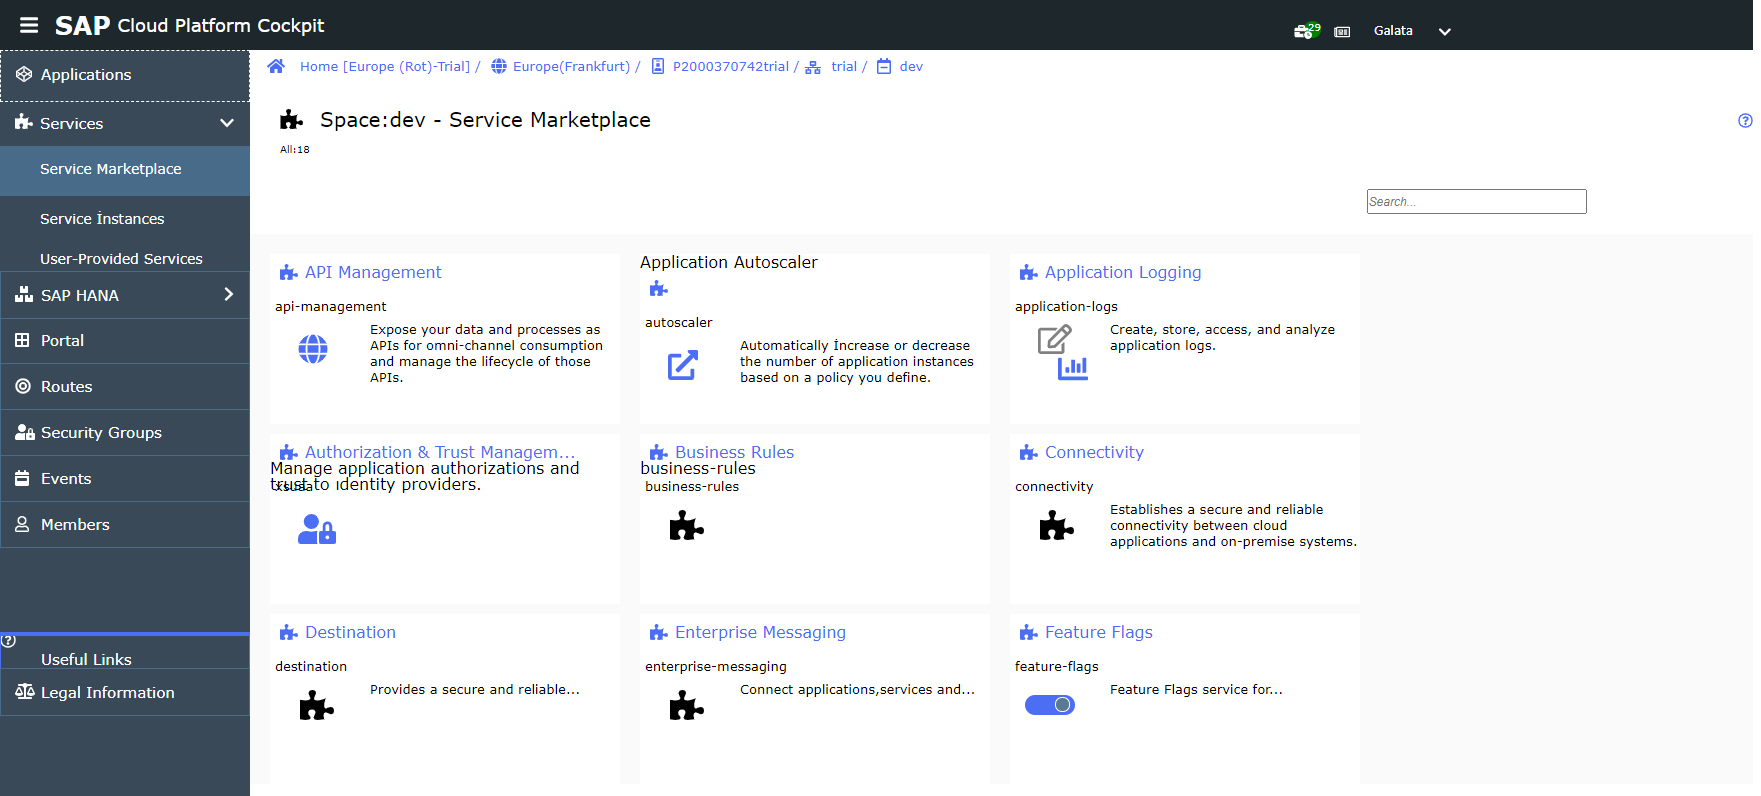 SAP Cloud Platform Cockpit
29
Galata
Applications
Services
Service Marketplace
Service İnstances
User-Provided Services
SAP HANA
Portal
Routes
Security Groups
Events
Members
Useful Links
Legal Information
Home [Europe (Rot)-Trial] / Europe(Frankfurt) / P2000370742trial / trial / dev
Space:dev - Service Marketplace
All:18
Search...
API Management
api-management
Expose your data and processes as
APIs for omni-channel consumption
and manage the lifecycle of those
APIs.
Application Autoscaler
autoscaler
Automatically İncrease or decrease
the number of application instances
based on a policy you define.
Application Logging
application-logs
Create, store, access, and analyze
application logs.
Authorization & Trust Managem...
Manage application authorizations and
trust to identity providers.
xsuaa
Business Rules
business-rules
business-rules
Connectivity
connectivity
Establishes a secure and reliable
connectivity between cloud
applications and on-premise systems.
Destination
destination
Provides a secure and reliable...
Enterprise Messaging
enterprise-messaging
Connect applications,services and...
Feature Flags
feature-flags
Feature Flags service for...